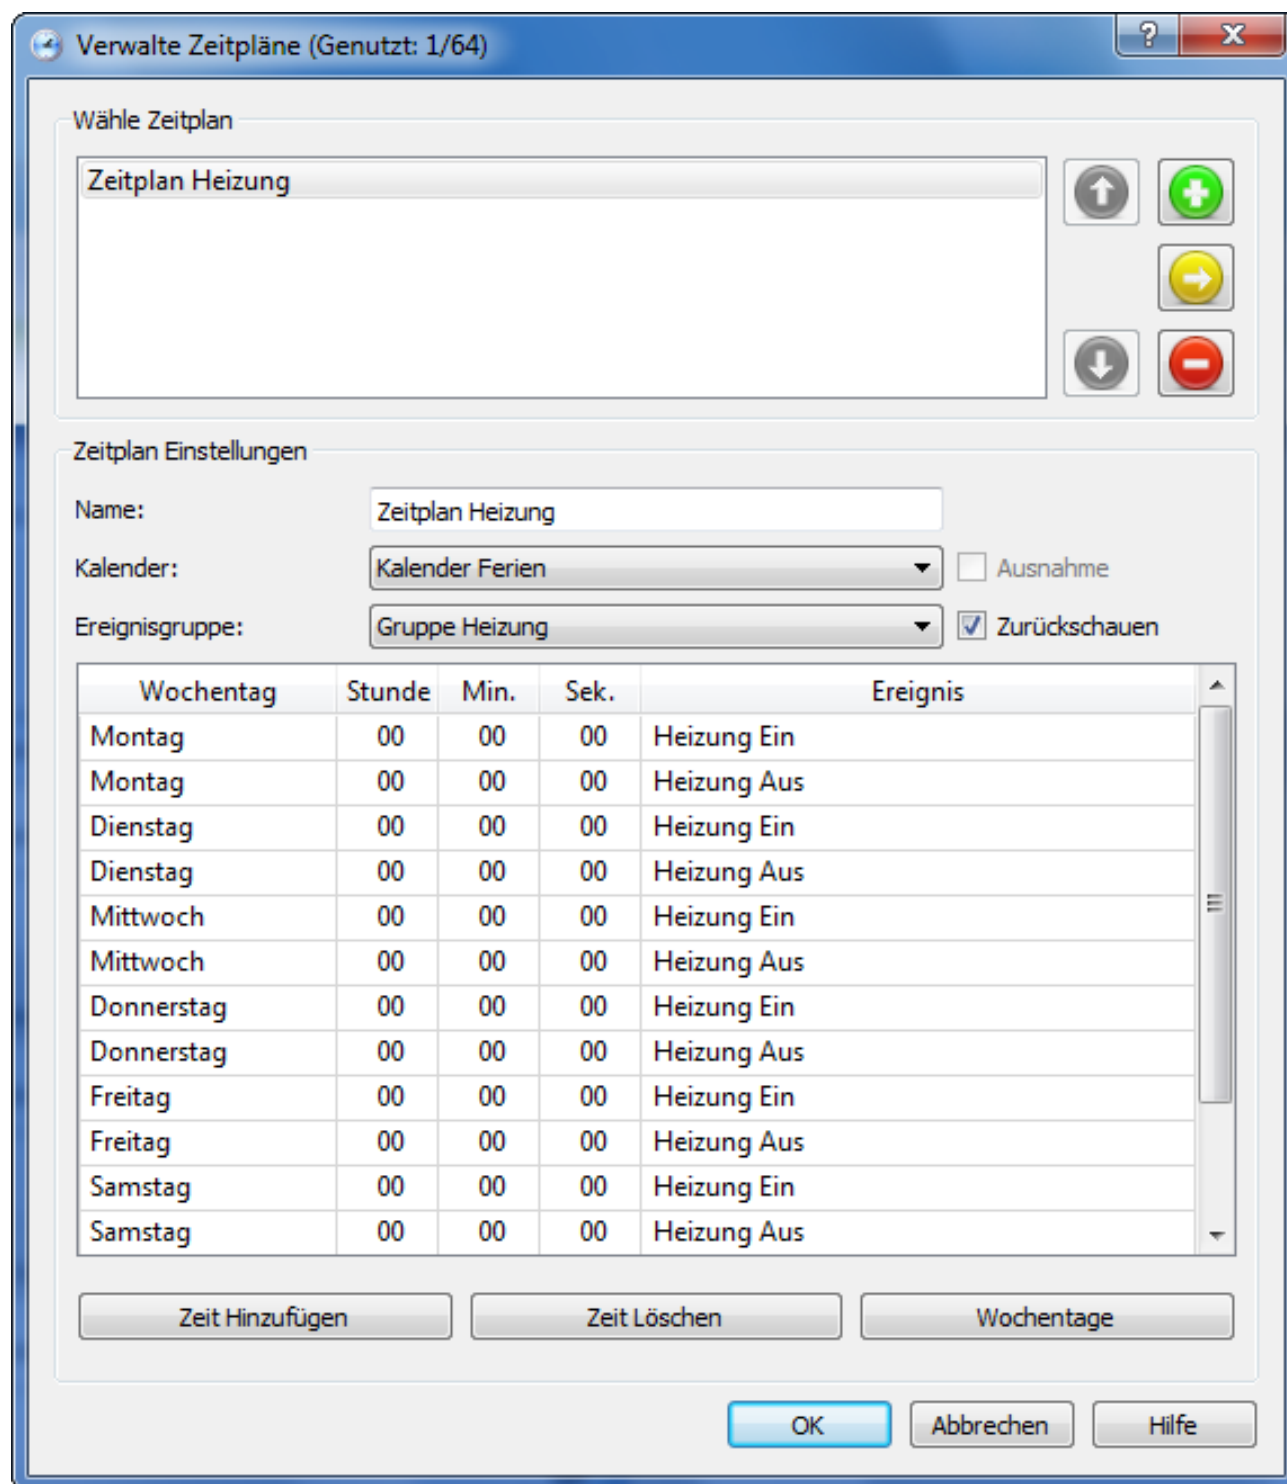 Verwalte Zeitpläne (Genutzt: 1/64)
Wähle Zeitplan
Zeitplan Heizung
Zeitplan Einstellungen
Name: Zeitplan Heizung
Kalender: Kalender Ferien Ausnahme
Ereignisgruppe: Gruppe Heizung Zurückschauen
Wochentag Stunde Min. Sek. Ereignis
Montag 00 00 00 Heizung Ein
Montag 00 00 00 Heizung Aus
Dienstag 00 00 00 Heizung Ein
Dienstag 00 00 00 Heizung Aus
Mittwoch 00 00 00 Heizung Ein
Mittwoch 00 00 00 Heizung Aus
Donnerstag 00 00 00 Heizung Ein
Donnerstag 00 00 00 Heizung Aus
Freitag 00 00 00 Heizung Ein
Freitag 00 00 00 Heizung Aus
Samstag 00 00 00 Heizung Ein
Samstag 00 00 00 Heizung Aus
Zeit Hinzufügen Zeit Löschen Wochentage
OK Abbrechen Hilfe